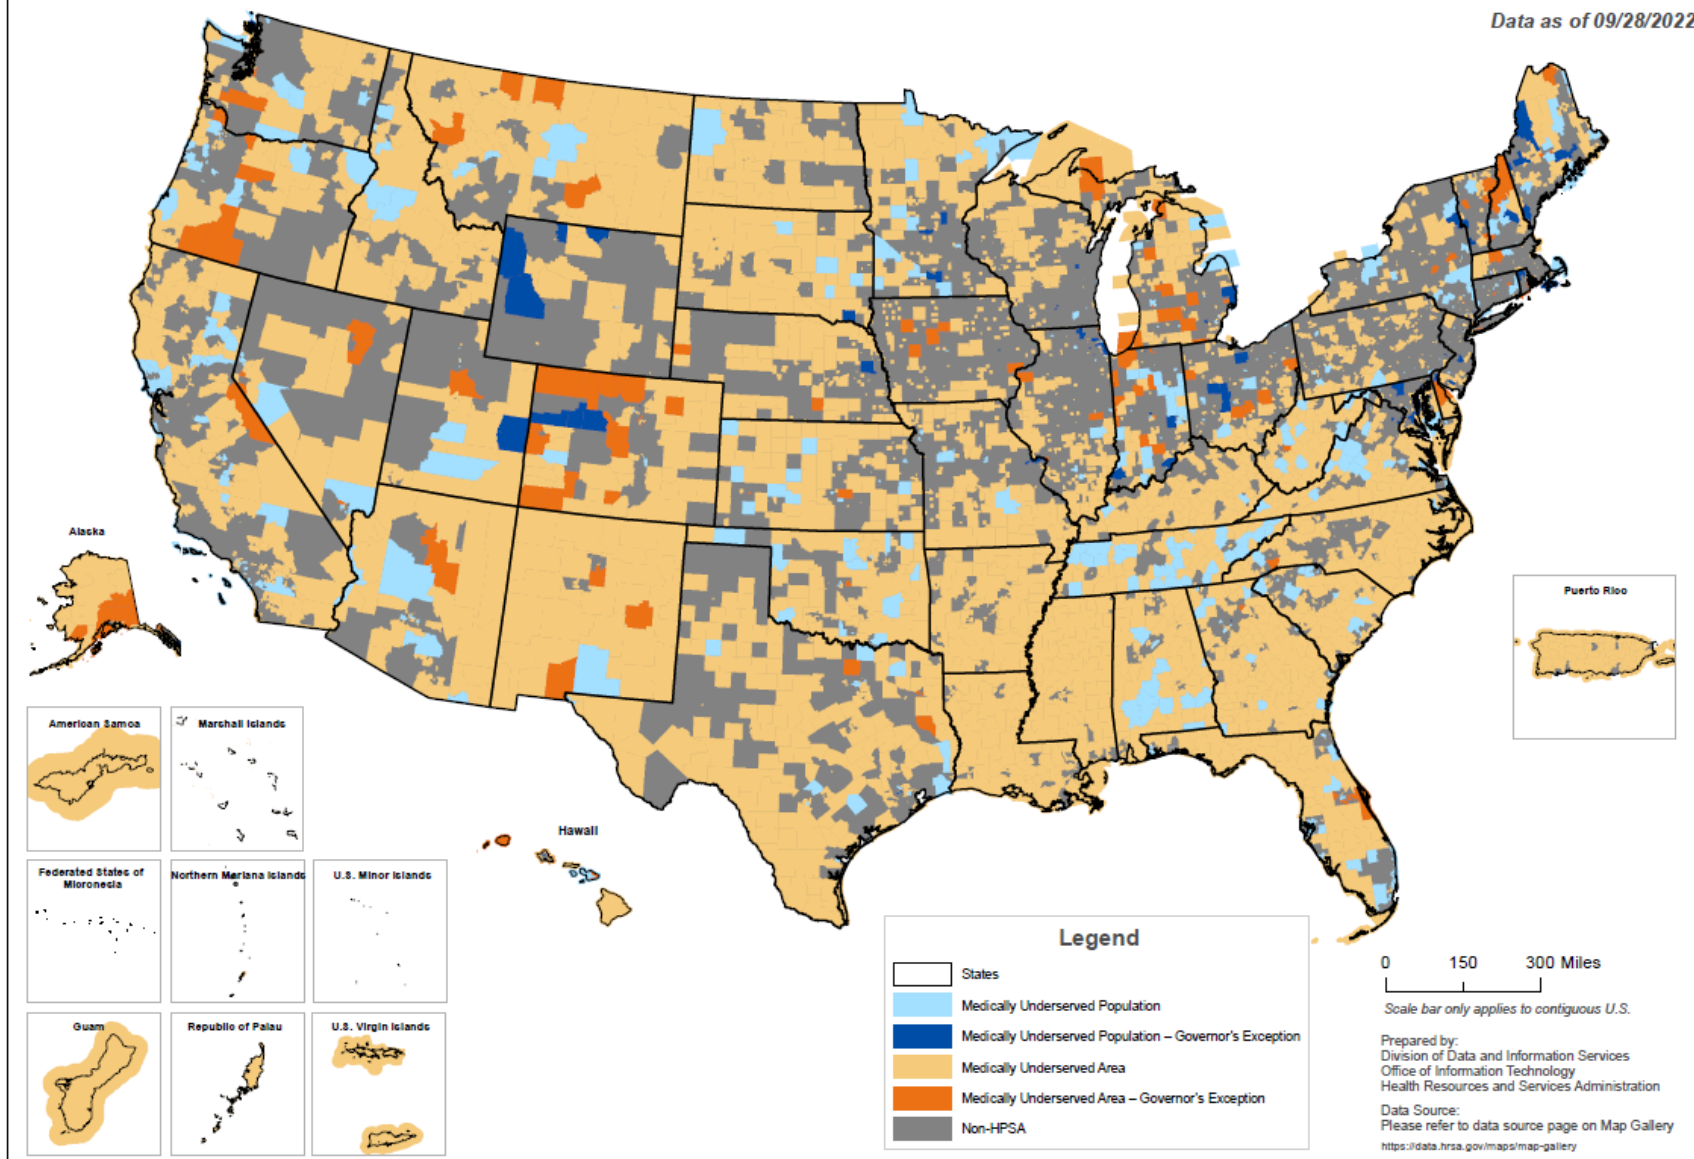 Data as of 09/28/2022
Alaska
Puerto Rico
American Samoa
Marshall Islands
Hawaii
Federated States of
Micronesia
Northern Mariana Islands
U.S. Minor Islands
Guam
Republic of Palau
U.S. Virgin Islands
Legend
States
Medically Underserved Population
Medically Underserved Population – Governor's Exception
Medically Underserved Area
Medically Underserved Area – Governor's Exception
Non-HPSA
0 150 300 Miles
Scale bar only applies to contiguous U.S.
Prepared by:
Division of Data and Information Services
Office of Information Technology
Health Resources and Services Administration
Data Source:
Please refer to data source page on Map Gallery
https://data.hrsa.gov/maps/map-gallery